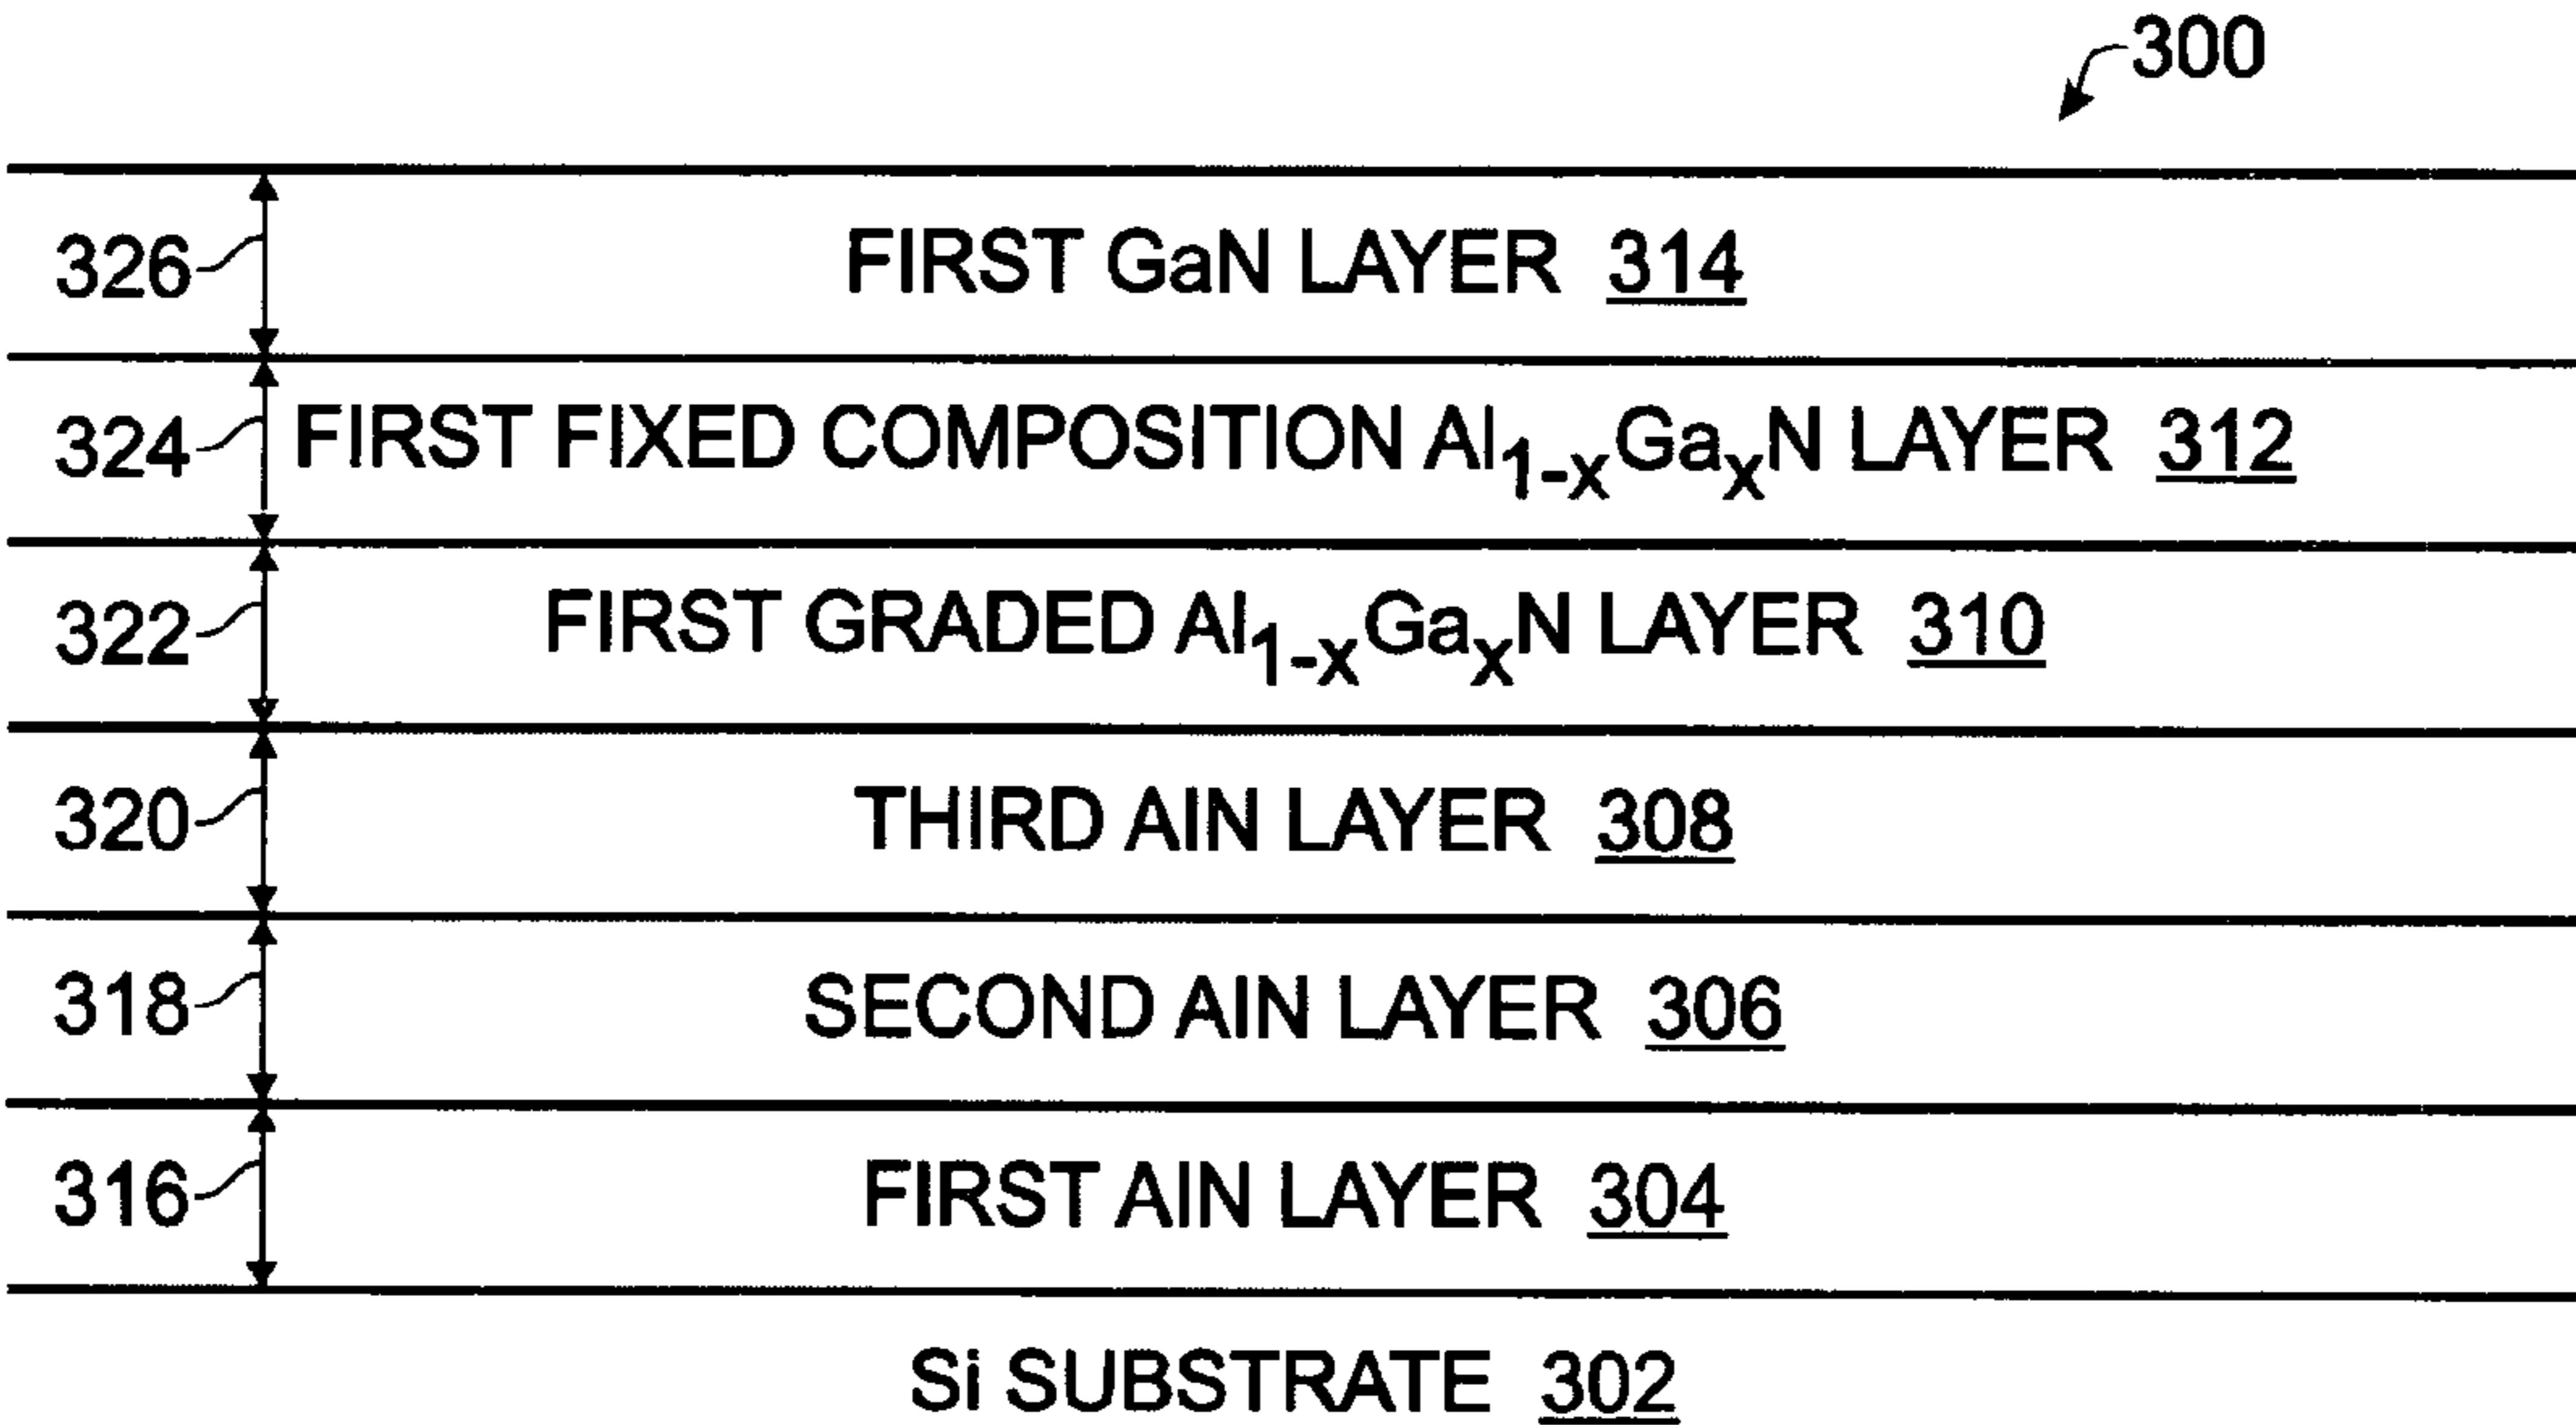 300
326 FIRST GaN LAYER 314
324 FIRST FIXED COMPOSITION Al1-xGaxN LAYER 312
322 FIRST GRADED Al1-xGaxN LAYER 310
320 THIRD AlN LAYER 308
318 SECOND AlN LAYER 306
316 FIRST AlN LAYER 304
Si SUBSTRATE 302